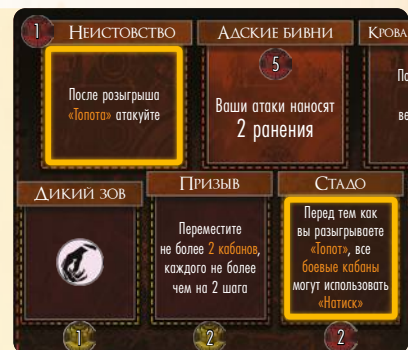 1 НЕИСТОВСТВО
После розыгрыша
«Топота» атакуйте
АДСКИЕ БИВНИ
5
Ваши атаки наносят
2 ранения
КРОВА
ДИКИЙ ЗОВ
1
ПРИЗЫВ
Переместите
не более 2 кабанов,
каждого не более
чем на 2 шага
2
СТАДО
Перед тем как
вы разыгрываете
«Топот», все
боевые кабаны
могут использовать
«Натиск»
2